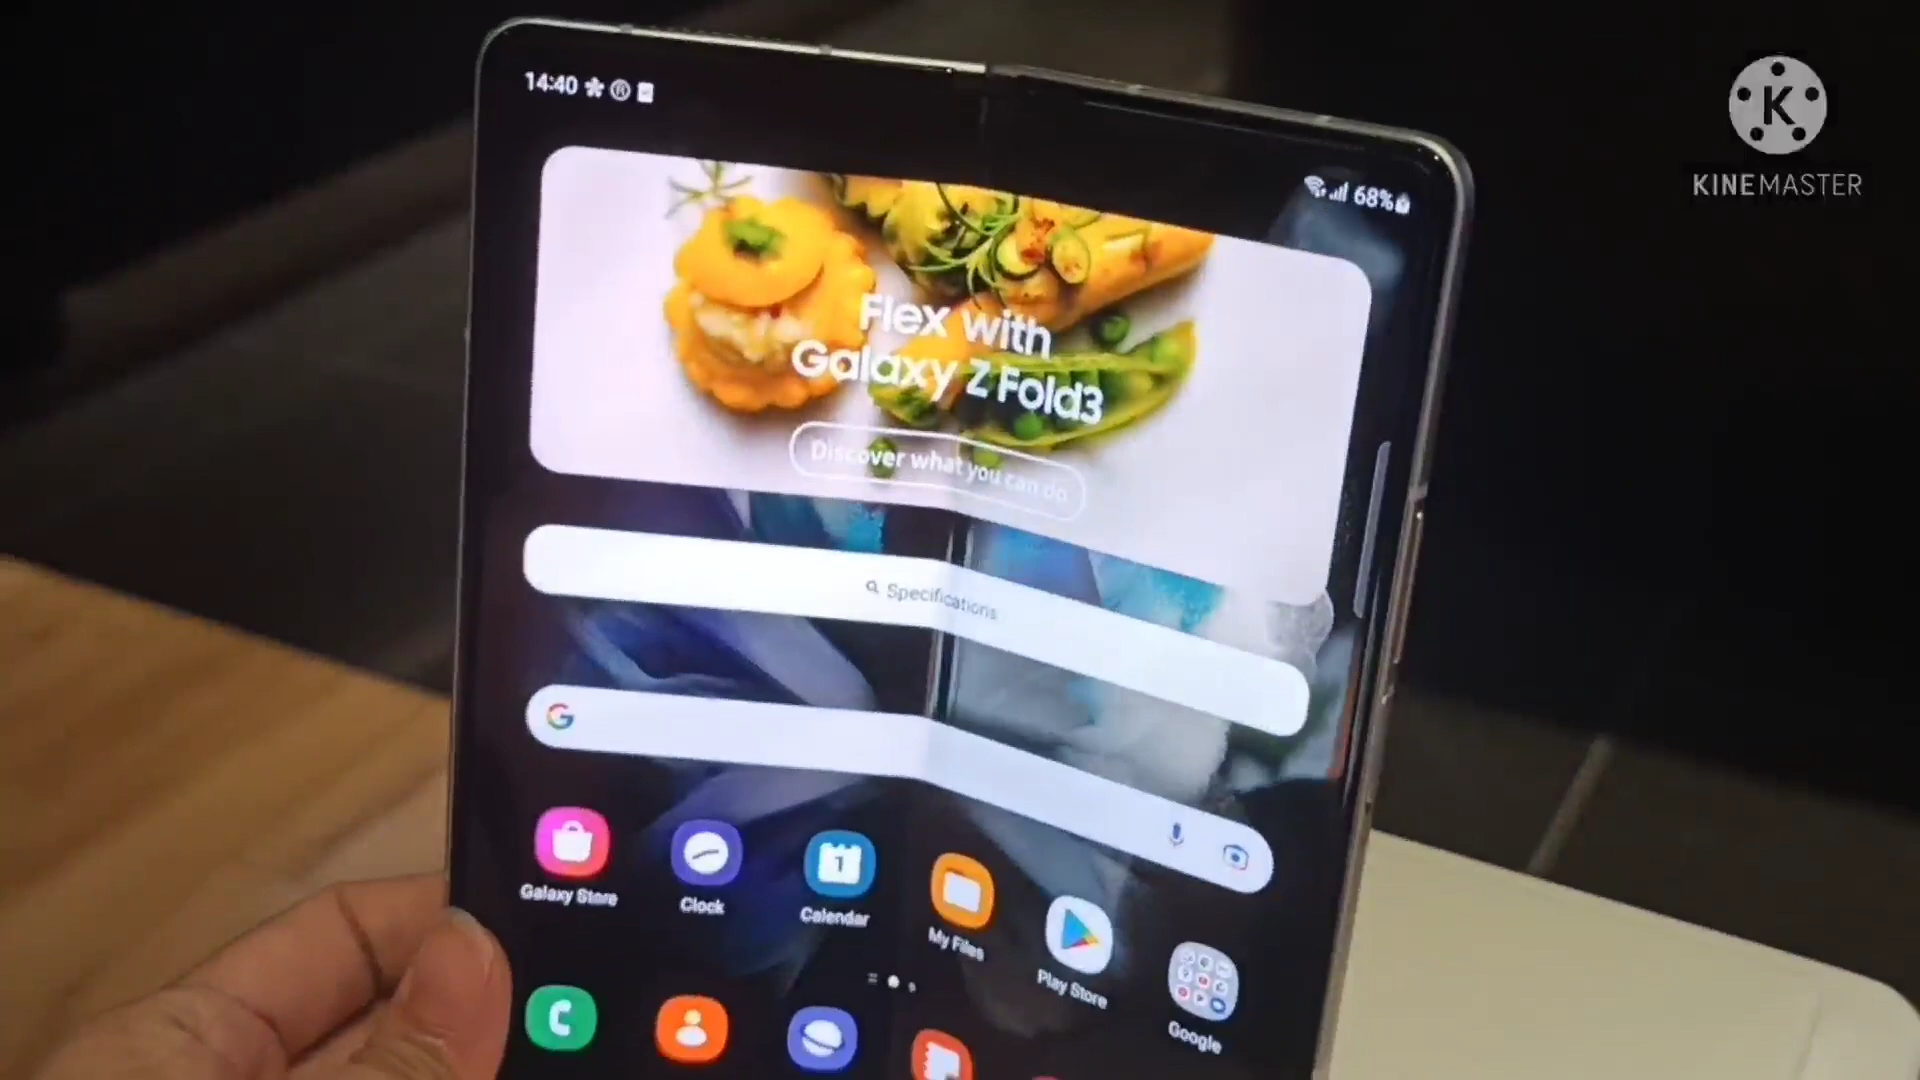 14:40
68%
K
KINEMASTER
Flex with
Galaxy Z Fold3
Discover what you can do
Specifications
Galaxy Store
Clock
1
Calendar
My Files
Play Store
Google